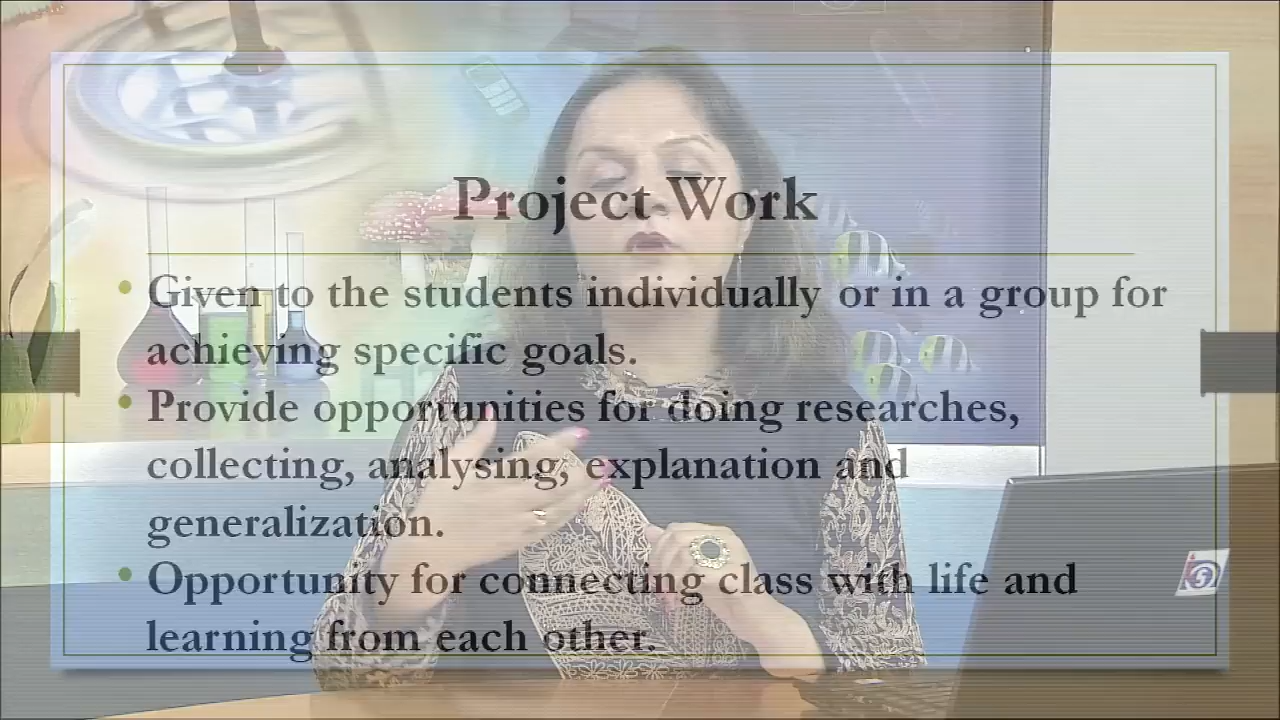 Project Work
• Given to the students individually or in a group for
achieving specific goals.
• Provide opportunities for doing researches,
collecting, analysing, explanation and
generalization.
• Opportunity for connecting class with life and
learning from each other.